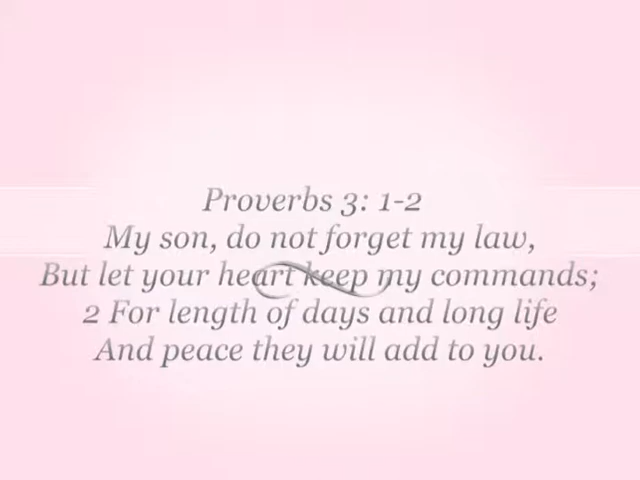 Proverbs 3: 1-2
My son, do not forget my law,
But let your heart keep my commands;
2 For length of days and long life
And peace they will add to you.